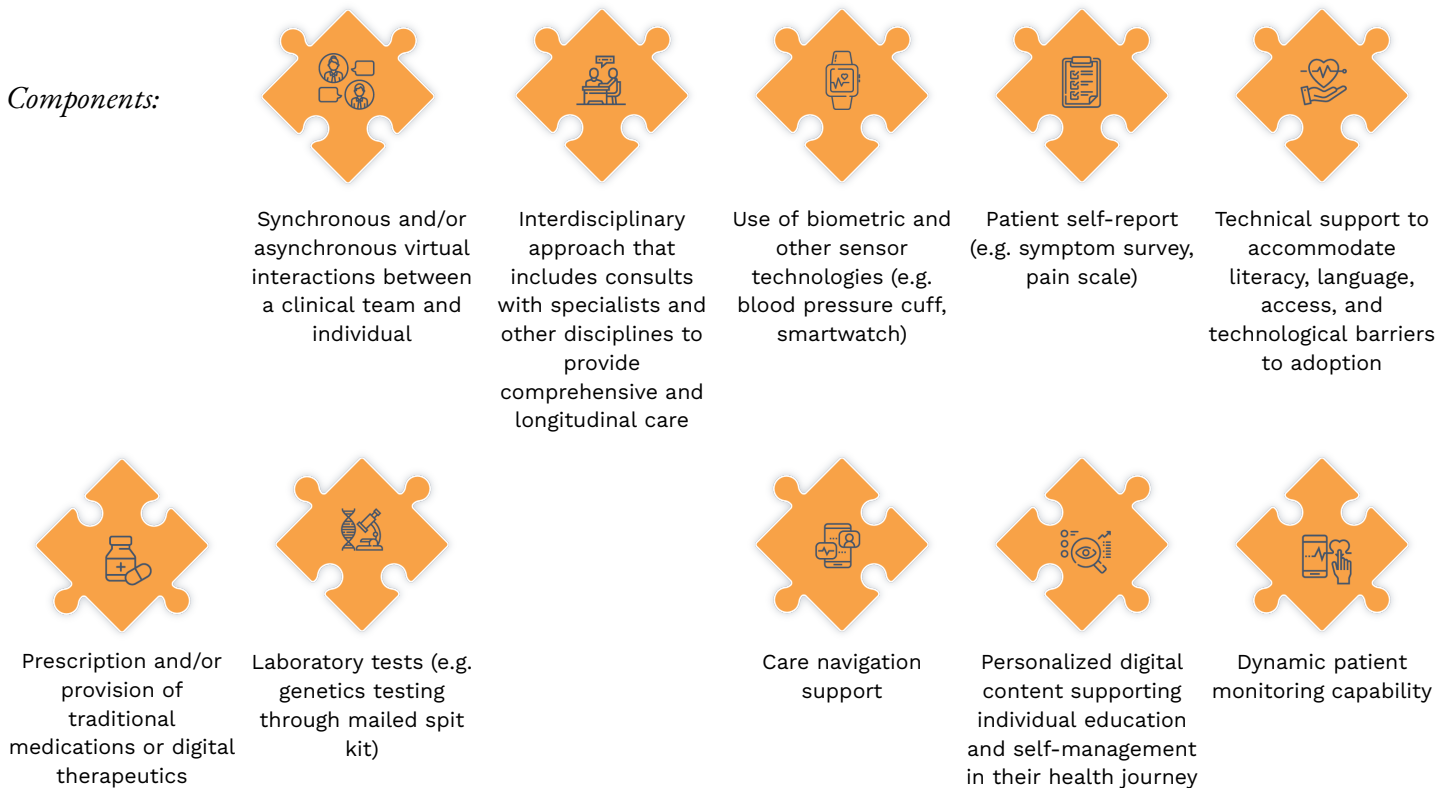 Components:
Synchronous and/or
asynchronous virtual
interactions between
a clinical team and
individual
Interdisciplinary
approach that
includes consults
with specialists and
other disciplines to
provide
comprehensive and
longitudinal care
Use of biometric and
other sensor
technologies (e.g.
blood pressure cuff,
smartwatch)
Patient self-report
(e.g. symptom survey,
pain scale)
Technical support to
accommodate
literacy, language,
access, and
technological barriers
to adoption
Prescription and/or
provision of
traditional
medications or digital
therapeutics
Laboratory tests (e.g.
genetics testing
through mailed spit
kit)
Care navigation
support
Personalized digital
content supporting
individual education
and self-management
in their health journey
Dynamic patient
monitoring capability